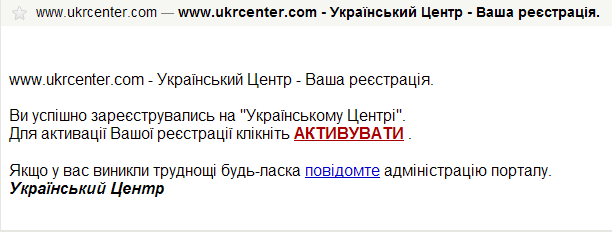 www.ukrcenter.com — www.ukrcenter.com - Український Центр - Ваша реєстрація.
www.ukrcenter.com - Український Центр - Ваша реєстрація.
Ви успішно зареєструвались на "Українському Центрі".
Для активації Вашої реєстрації клікніть АКТИВУВАТИ .
Якщо у вас виникли труднощі будь-ласка повідомте адміністрацію порталу.
Український Центр